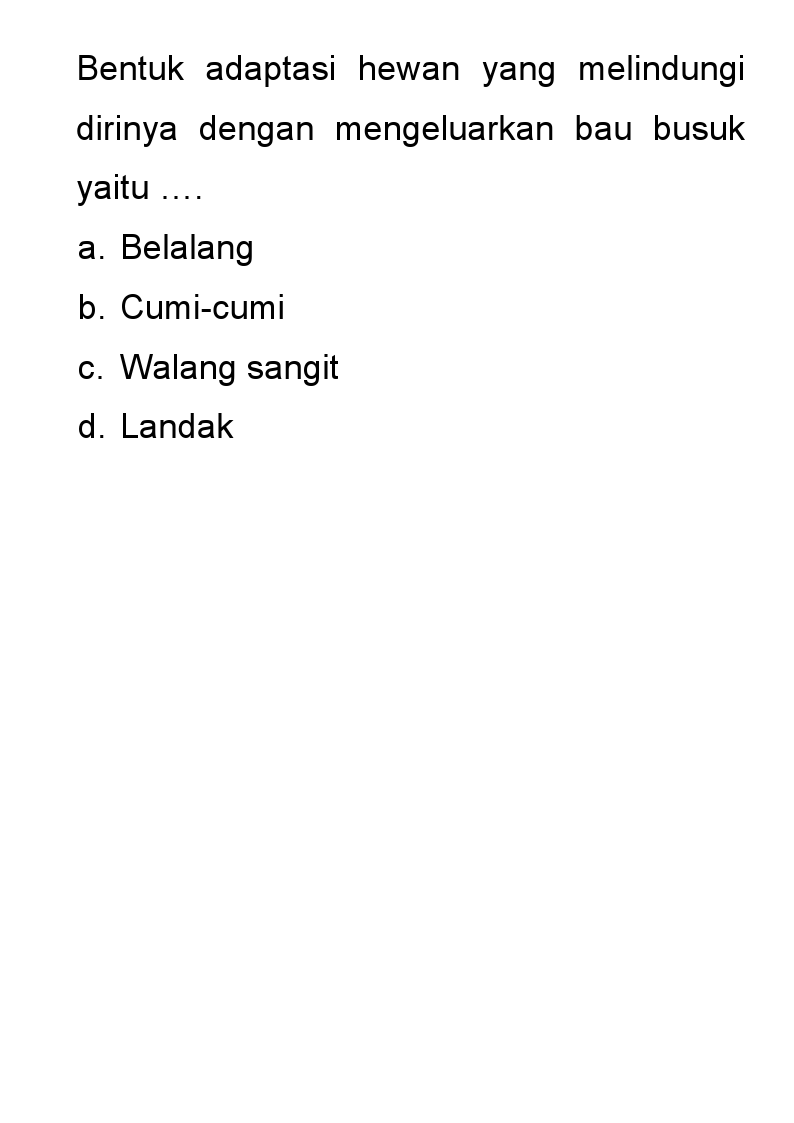 Bentuk adaptasi hewan yang melindungi
dirinya dengan mengeluarkan bau busuk
yaitu ....
a. Belalang
b. Cumi-cumi
c. Walang sangit
d. Landak